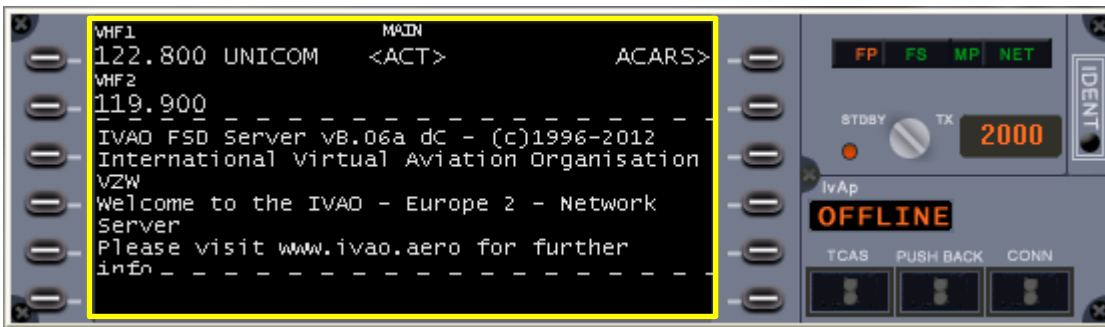 VHF1 MAIN
122.800 UNICOM <ACT> ACARS>
VHF2
119.900
IVAO FSD Server vB.06a dC - (c)1996-2012
International Virtual Aviation Organisation
VZW
Welcome to the IVAO - Europe 2 - Network
Server
Please visit www.ivao.aero for further
info
FP FS MP NET
IDENT
STDBY TX 2000
IvAp
OFFLINE
TCAS PUSH BACK CONN